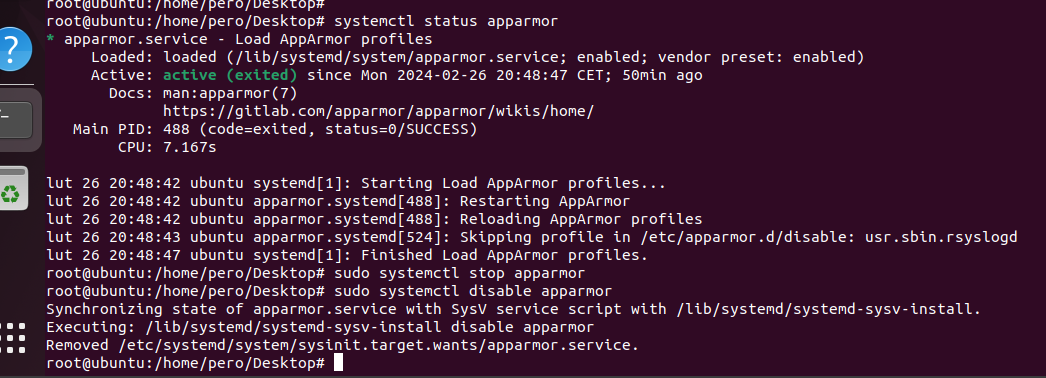 root@ubuntu:/home/pero/Desktop#
root@ubuntu:/home/pero/Desktop# systemctl status apparmor
* apparmor.service - Load AppArmor profiles
     Loaded: loaded (/lib/systemd/system/apparmor.service; enabled; vendor preset: enabled)
     Active: active (exited) since Mon 2024-02-26 20:48:47 CET; 50min ago
       Docs: man:apparmor(7)
             https://gitlab.com/apparmor/apparmor/wikis/home/
   Main PID: 488 (code=exited, status=0/SUCCESS)
        CPU: 7.167s
lut 26 20:48:42 ubuntu systemd[1]: Starting Load AppArmor profiles...
lut 26 20:48:42 ubuntu apparmor.systemd[488]: Restarting AppArmor
lut 26 20:48:42 ubuntu apparmor.systemd[488]: Reloading AppArmor profiles
lut 26 20:48:43 ubuntu apparmor.systemd[524]: Skipping profile in /etc/apparmor.d/disable: usr.sbin.rsyslogd
lut 26 20:48:47 ubuntu systemd[1]: Finished Load AppArmor profiles.
root@ubuntu:/home/pero/Desktop# sudo systemctl stop apparmor
root@ubuntu:/home/pero/Desktop# sudo systemctl disable apparmor
Synchronizing state of apparmor.service with SysV service script with /lib/systemd/systemd-sysv-install.
Executing: /lib/systemd/systemd-sysv-install disable apparmor
Removed /etc/systemd/system/sysinit.target.wants/apparmor.service.
root@ubuntu:/home/pero/Desktop#